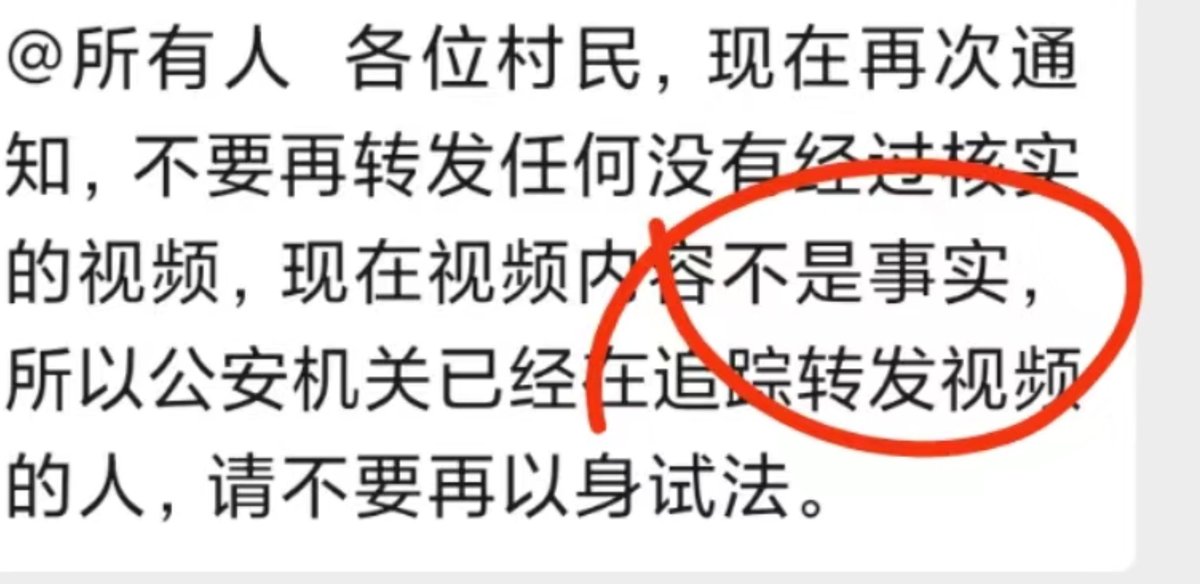 @所有人 各位村民，现在再次通
知，不要再转发任何没有经过核实
的视频，现在视频内容不是事实，
所以公安机关已经在追踪转发视频
的人，请不要再以身试法。